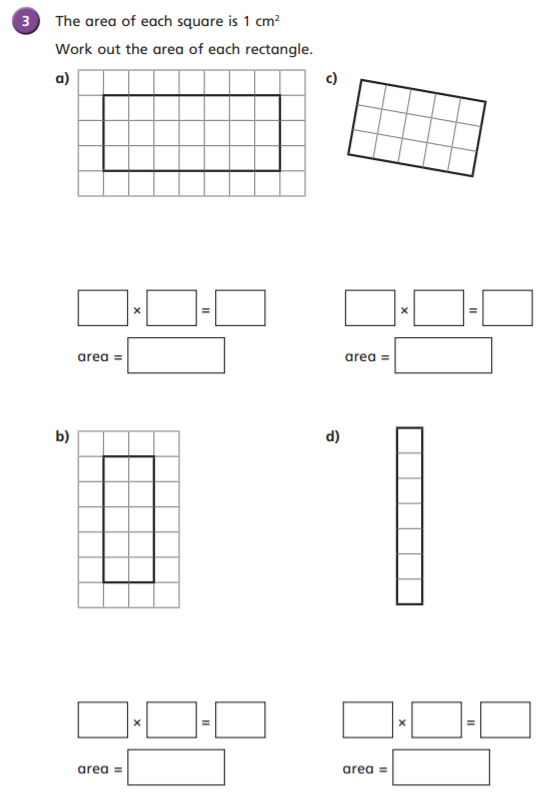 3 The area of each square is 1 cm²
Work out the area of each rectangle.
a)
c)
× =
× =
area =
area =
b)
d)
× =
× =
area =
area =